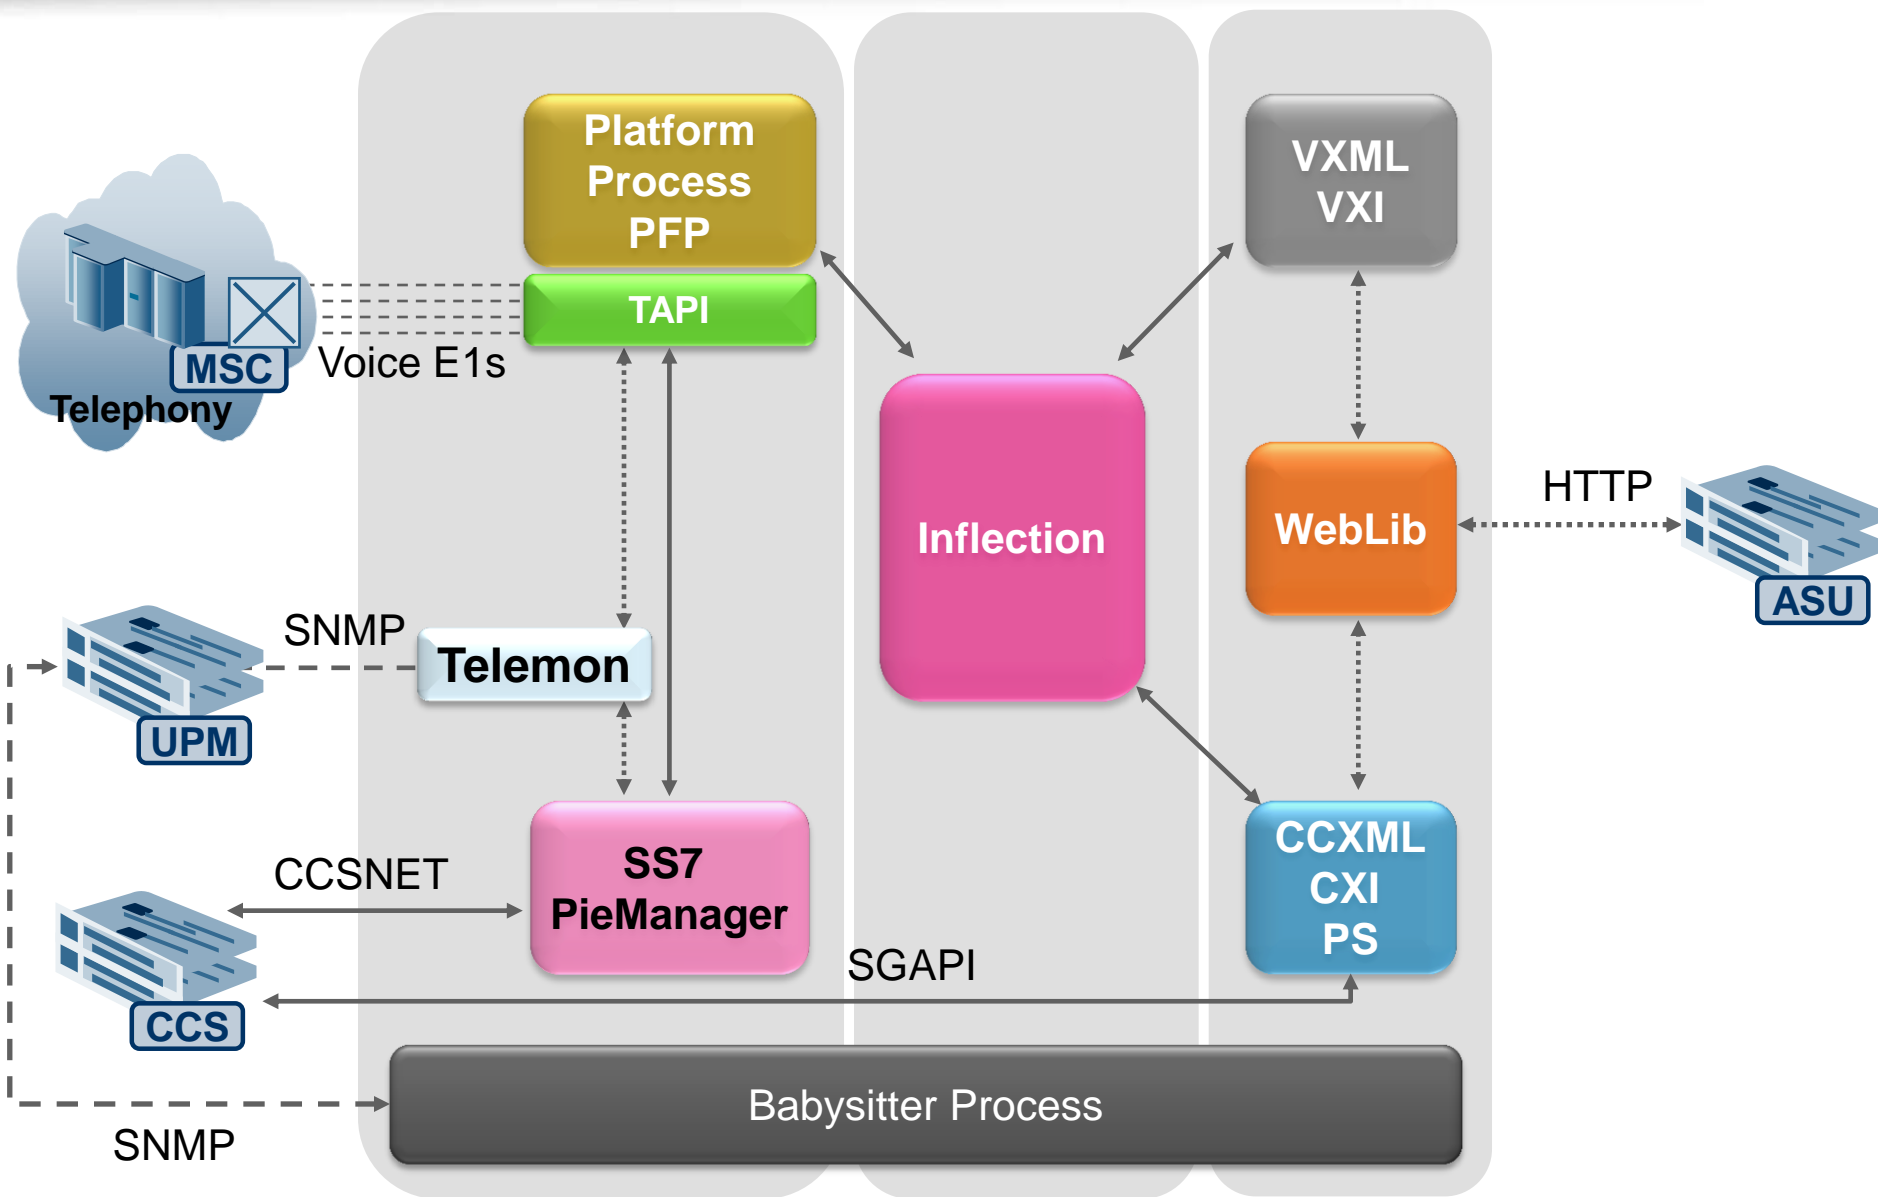 Platform
Process
PFP
VXML
VXI
TAPI
MSC
Telephony
Voice E1s
Inflection
WebLib
HTTP
ASU
SNMP
Telemon
UPM
SS7
PieManager
CCSNET
CCXML
CXI
PS
SGAPI
CCS
Babysitter Process
SNMP